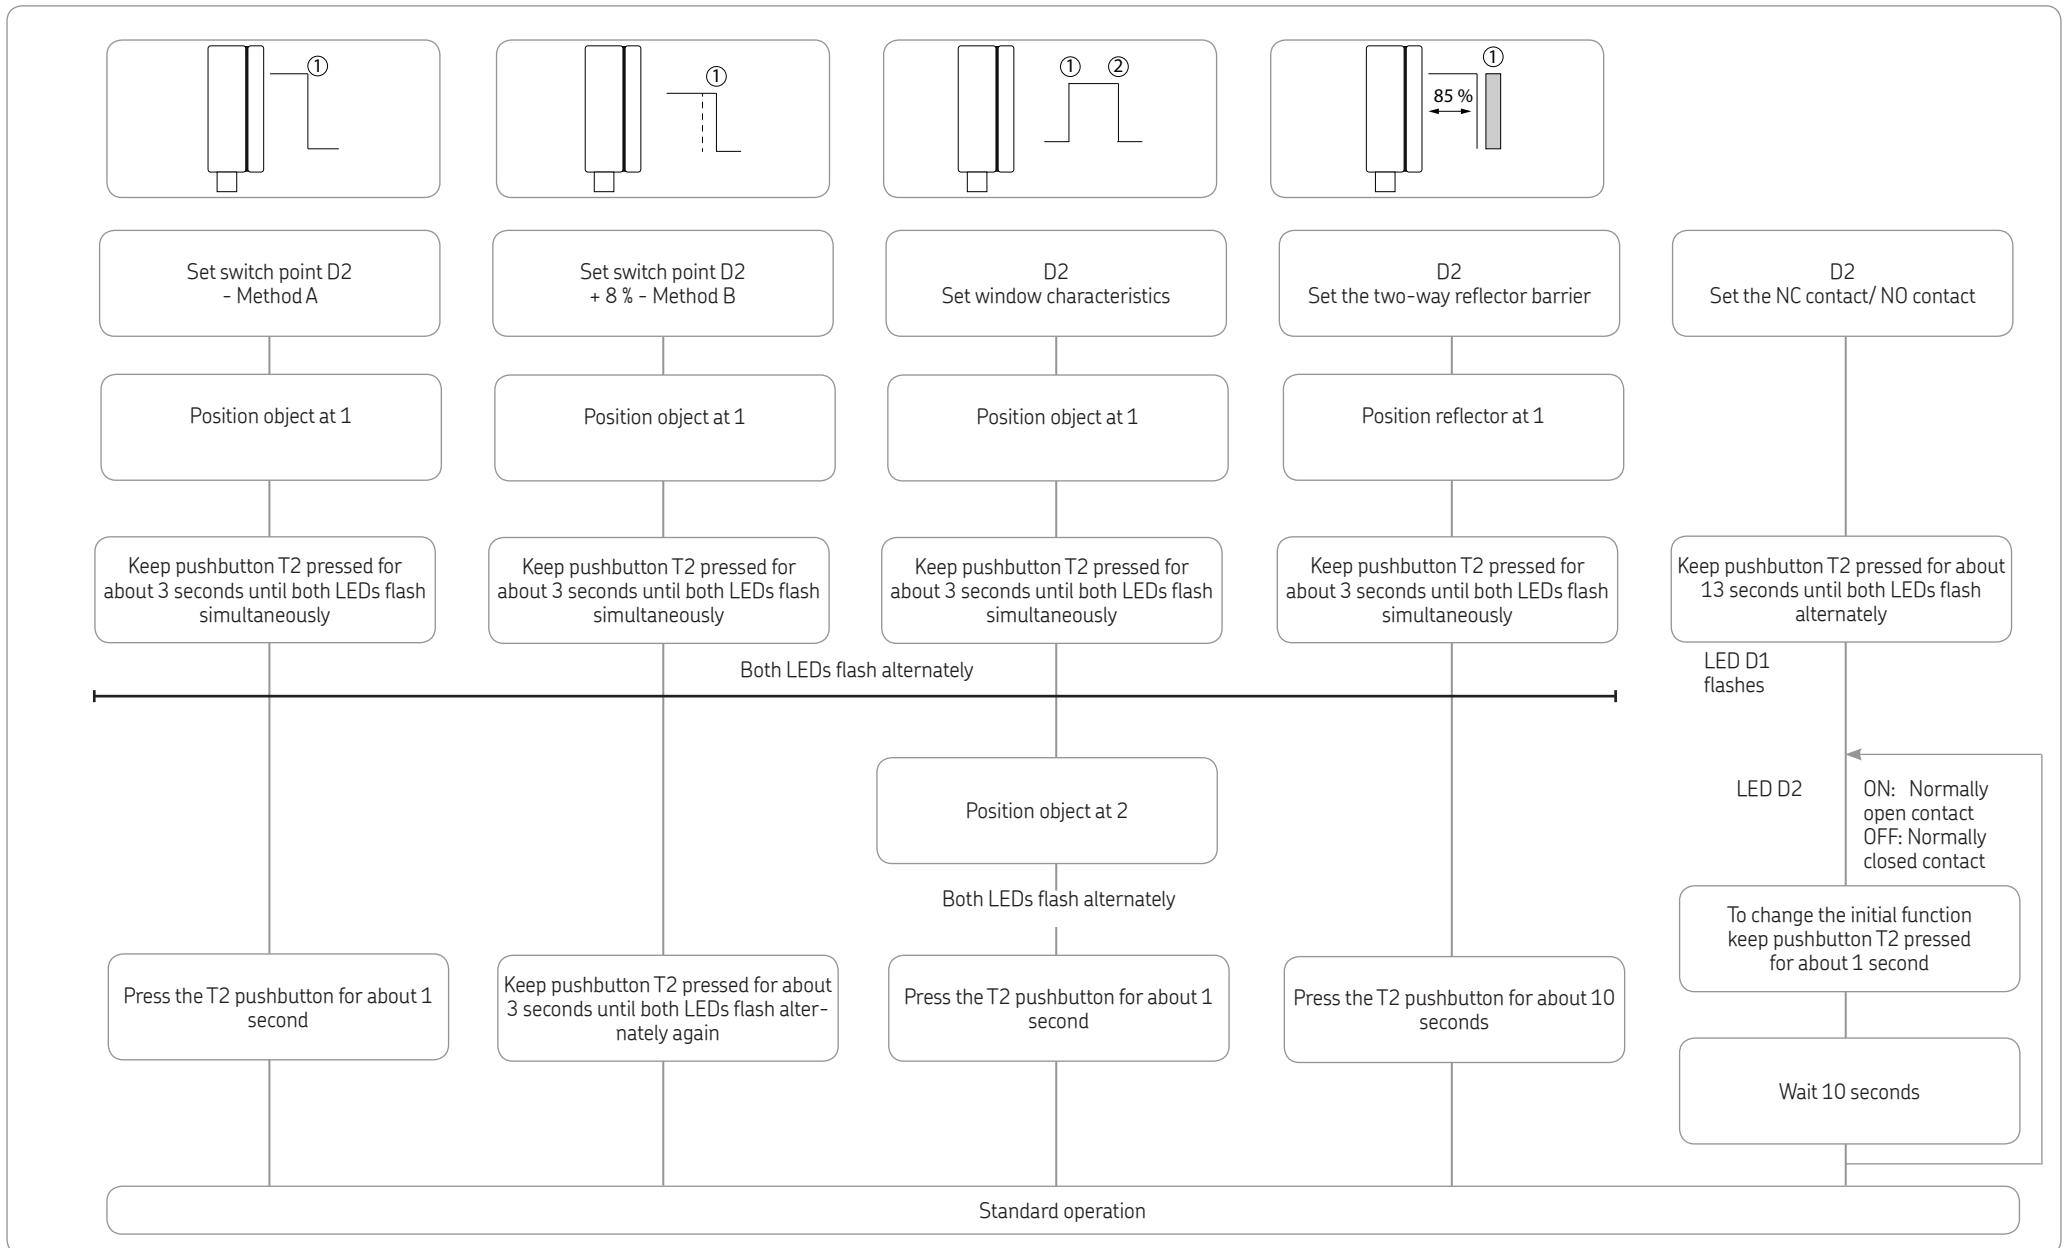 ①
①
①
②
①
85 %
Set switch point D2
- Method A
Set switch point D2
+ 8 % - Method B
D2
Set window characteristics
D2
Set the two-way reflector barrier
D2
Set the NC contact/ NO contact
Position object at 1
Position object at 1
Position object at 1
Position reflector at 1
Keep pushbutton T2 pressed for
about 3 seconds until both LEDs flash
simultaneously
Keep pushbutton T2 pressed for
about 3 seconds until both LEDs flash
simultaneously
Keep pushbutton T2 pressed for
about 3 seconds until both LEDs flash
simultaneously
Keep pushbutton T2 pressed for
about 3 seconds until both LEDs flash
simultaneously
Keep pushbutton T2 pressed for about
13 seconds until both LEDs flash
alternately
Both LEDs flash alternately
LED D1
flashes
Position object at 2
LED D2
ON: Normally
open contact
OFF: Normally
closed contact
Both LEDs flash alternately
To change the initial function
keep pushbutton T2 pressed
for about 1 second
Press the T2 pushbutton for about 1
second
Keep pushbutton T2 pressed for about
3 seconds until both LEDs flash alter-
nately again
Press the T2 pushbutton for about 1
second
Press the T2 pushbutton for about 10
seconds
Wait 10 seconds
Standard operation